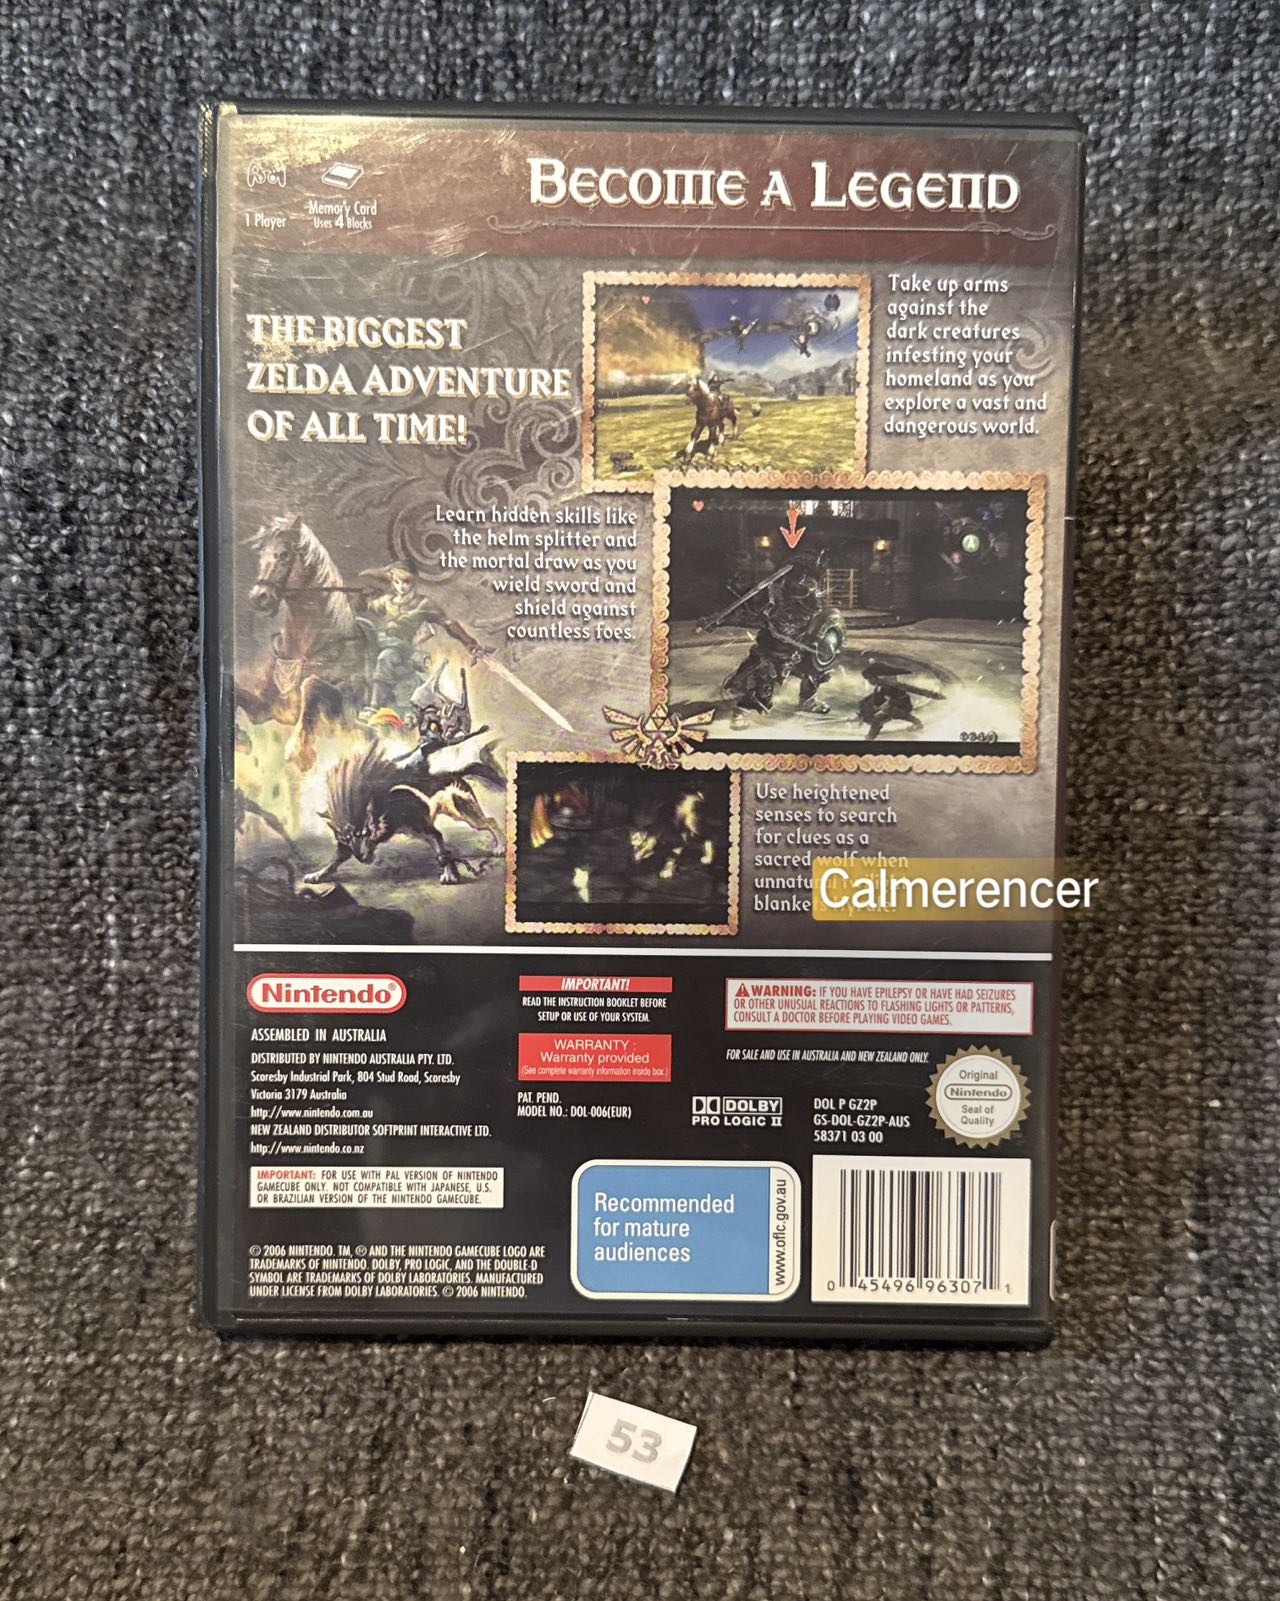 BECOME A LEGEND
1 Player
Memory Card
Uses 4 Blocks
THE BIGGEST
ZELDA ADVENTURE
OF ALL TIME!
Take up arms
against the
dark creatures
infesting your
homeland as you
explore a vast and
dangerous world.
Learn hidden skills like
the helm splitter and
the mortal draw as you
wield sword and
shield against
countless foes.
A
Use heightened
senses to search
for clues as a
sacred wolf when
Calmerencer
Nintendo®
ASSEMBLED IN AUSTRALIA
DISTRIBUTED BY NINTENDO AUSTRALIA PTY. LTD.
Scoresby Industrial Park, 804 Stud Road, Scoresby
Victoria 3179 Australia
http://www.nintendo.com.au
NEW ZEALAND DISTRIBUTOR SOFTPRINT INTERACTIVE LTD.
http://www.nintendo.co.nz
IMPORTANT: FOR USE WITH PAL VERSION OF NINTENDO
GAMECUBE ONLY. NOT COMPATIBLE WITH JAPANESE, U.S.
OR BRAZILIAN VERSION OF THE NINTENDO GAMECUBE.
© 2006 NINTENDO. TM, ® AND THE NINTENDO GAMECUBE LOGO ARE
TRADEMARKS OF NINTENDO. DOLBY, PRO LOGIC, AND THE DOUBLE-D
SYMBOL ARE TRADEMARKS OF DOLBY LABORATORIES. MANUFACTURED
UNDER LICENSE FROM DOLBY LABORATORIES. © 2006 NINTENDO.
IMPORTANT!
READ THE INSTRUCTION BOOKLET BEFORE
SETUP OR USE OF YOUR SYSTEM.
WARRANTY :
Warranty provided
(See complete warranty information inside box.)
PAT. PEND.
MODEL NO.: DOL-006(EUR)
WARNING: IF YOU HAVE EPILEPSY OR HAVE HAD SEIZURES
OR OTHER UNUSUAL REACTIONS TO FLASHING LIGHTS OR PATTERNS,
CONSULT A DOCTOR BEFORE PLAYING VIDEO GAMES.
FOR SALE AND USE IN AUSTRALIA AND NEW ZEALAND ONLY.
DOLBY
PRO LOGIC II
DOL P GZ2P
GS-DOL-GZ2P-AUS
58371 03 00
Original
Nintendo
Seal of
Quality
TM
Recommended
for mature
audiences
www.oflc.gov.au
0 45496 96307 1
53